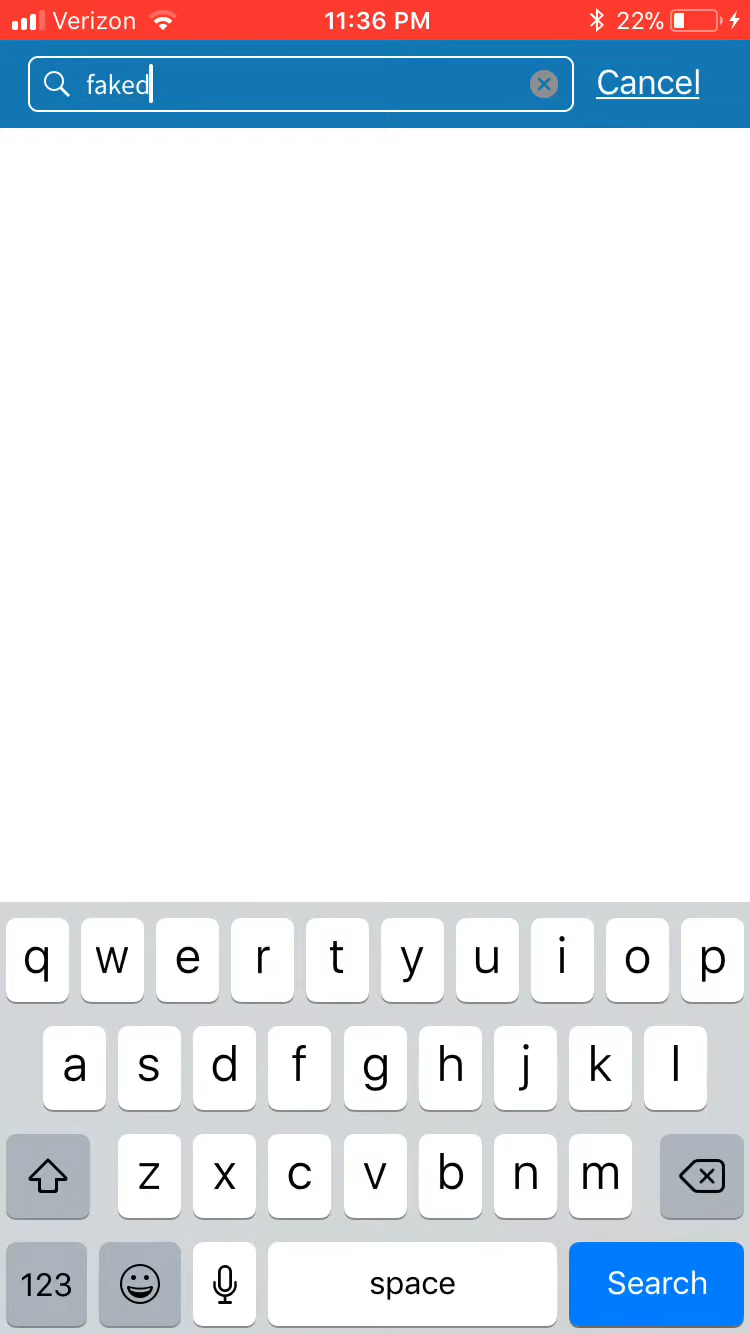 Verizon 11:36 PM 22%
faked Cancel
q w e r t y u i o p
a s d f g h j k l
z x c v b n m
123 space Search